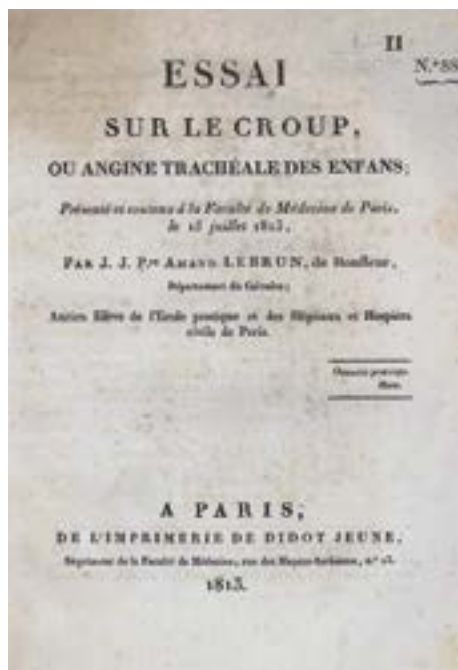 II
N.º 88
ESSAI
SUR LE CROUP,
OU ANGINE TRACHÉALE DES ENFANS;
Présenté et soutenu à la Faculté de Médecine de Paris,
le 15 juillet 1813,
PAR J. J. P.re AMAND LEBRUN, de Honfleur,
Département du Calvados;
Ancien Élève de l'École pratique et des Hôpitaux et Hospices
civils de Paris.
A PARIS,
DE L'IMPRIMERIE DE DIDOT JEUNE,
Imprimeur de la Faculté de Médecine, rue des Maçons-Sorbonne, n.º 13.
1813.